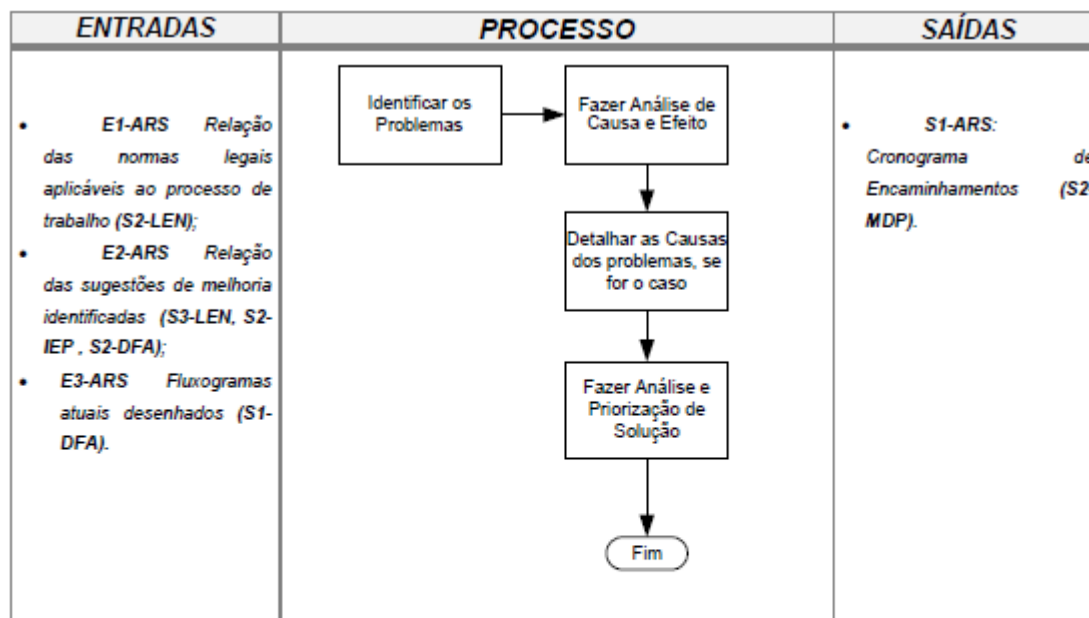 ENTRADAS
PROCESSO
SAÍDAS
• E1-ARS Relação
das normas legais
aplicáveis ao processo de
trabalho (S2-LEN);
• E2-ARS Relação
das sugestões de melhoria
identificadas (S3-LEN, S2-
IEP , S2-DFA);
• E3-ARS Fluxogramas
atuais desenhados (S1-
DFA).
Identificar os
Problemas
Fazer Análise de
Causa e Efeito
Detalhar as Causas
dos problemas, se
for o caso
Fazer Análise e
Priorização de
Solução
Fim
• S1-ARS:
Cronograma de
Encaminhamentos (S2-
MDP).